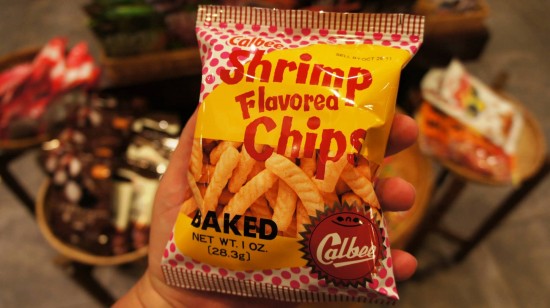 Calbee
Shrimp
Flavored
Chips
BAKED
NET WT. 1 OZ.
(28.3g)
Calbee